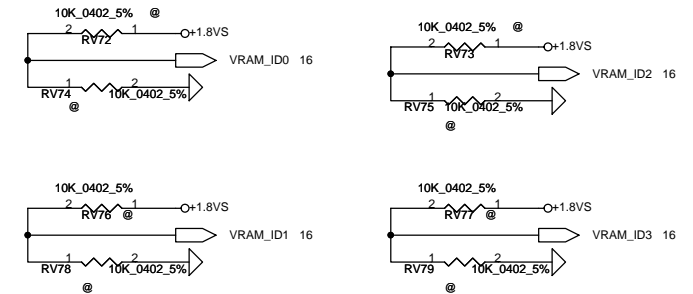 10K_0402_5% @
2 1 +1.8VS
RV72
VRAM_ID0 16
1 2
RV74 10K_0402_5%
@
10K_0402_5% @
2 1 +1.8VS
RV73
VRAM_ID2 16
1 2
RV75 10K_0402_5%
@
10K_0402_5%
2 1 +1.8VS
RV76 @
VRAM_ID1 16
1 2
RV78 10K_0402_5%
@
10K_0402_5%
2 1 +1.8VS
RV77 @
VRAM_ID3 16
1 2
RV79 10K_0402_5%
@